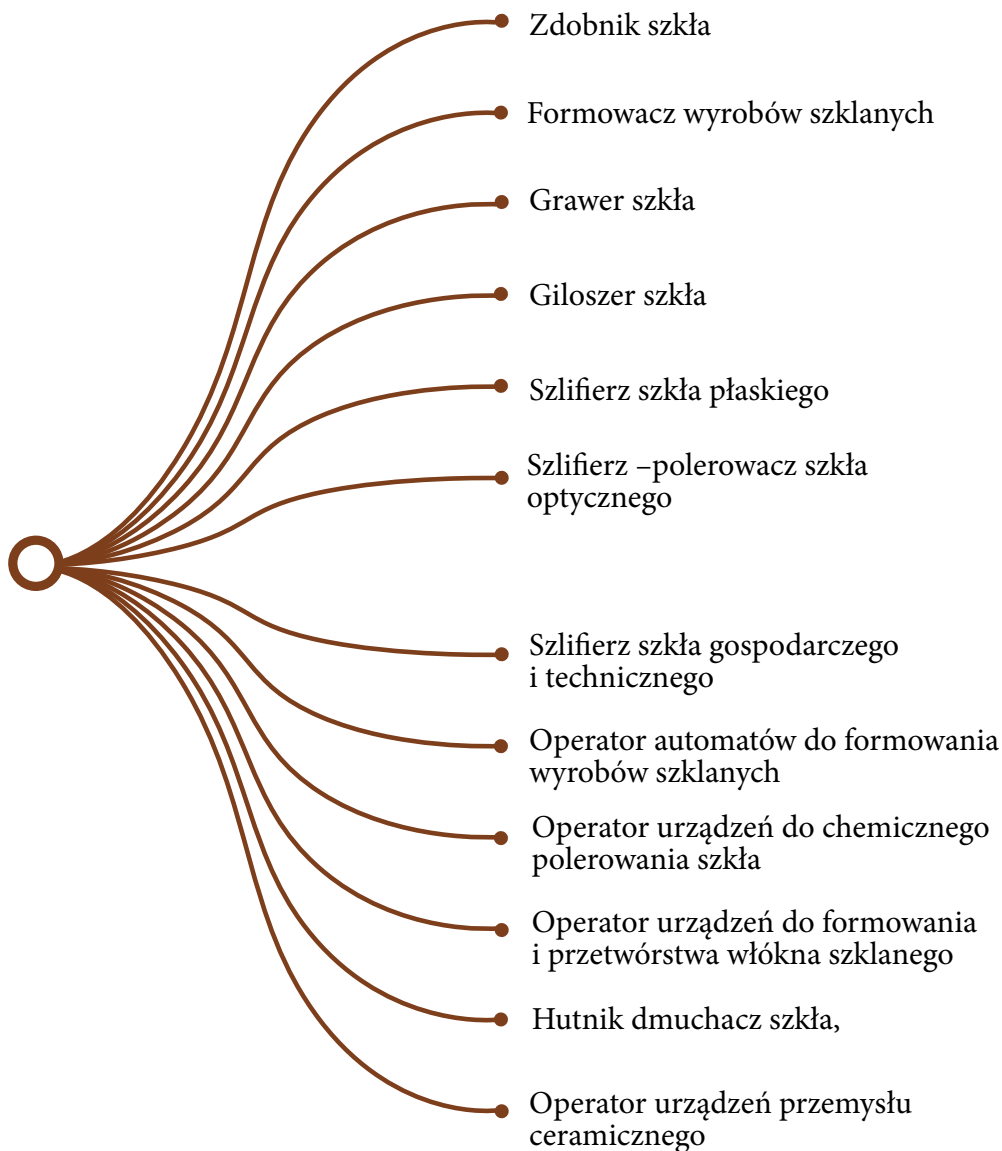 Zdobnik szkła
Formowacz wyrobów szklanych
Grawer szkła
Giloszer szkła
Szlifierz szkła płaskiego
Szlifierz –polerowacz szkła
optycznego
Szlifierz szkła gospodarczego
i technicznego
Operator automatów do formowania
wyrobów szklanych
Operator urządzeń do chemicznego
polerowania szkła
Operator urządzeń do formowania
i przetwórstwa włókna szklanego
Hutnik dmuchacz szkła,
Operator urządzeń przemysłu
ceramicznego